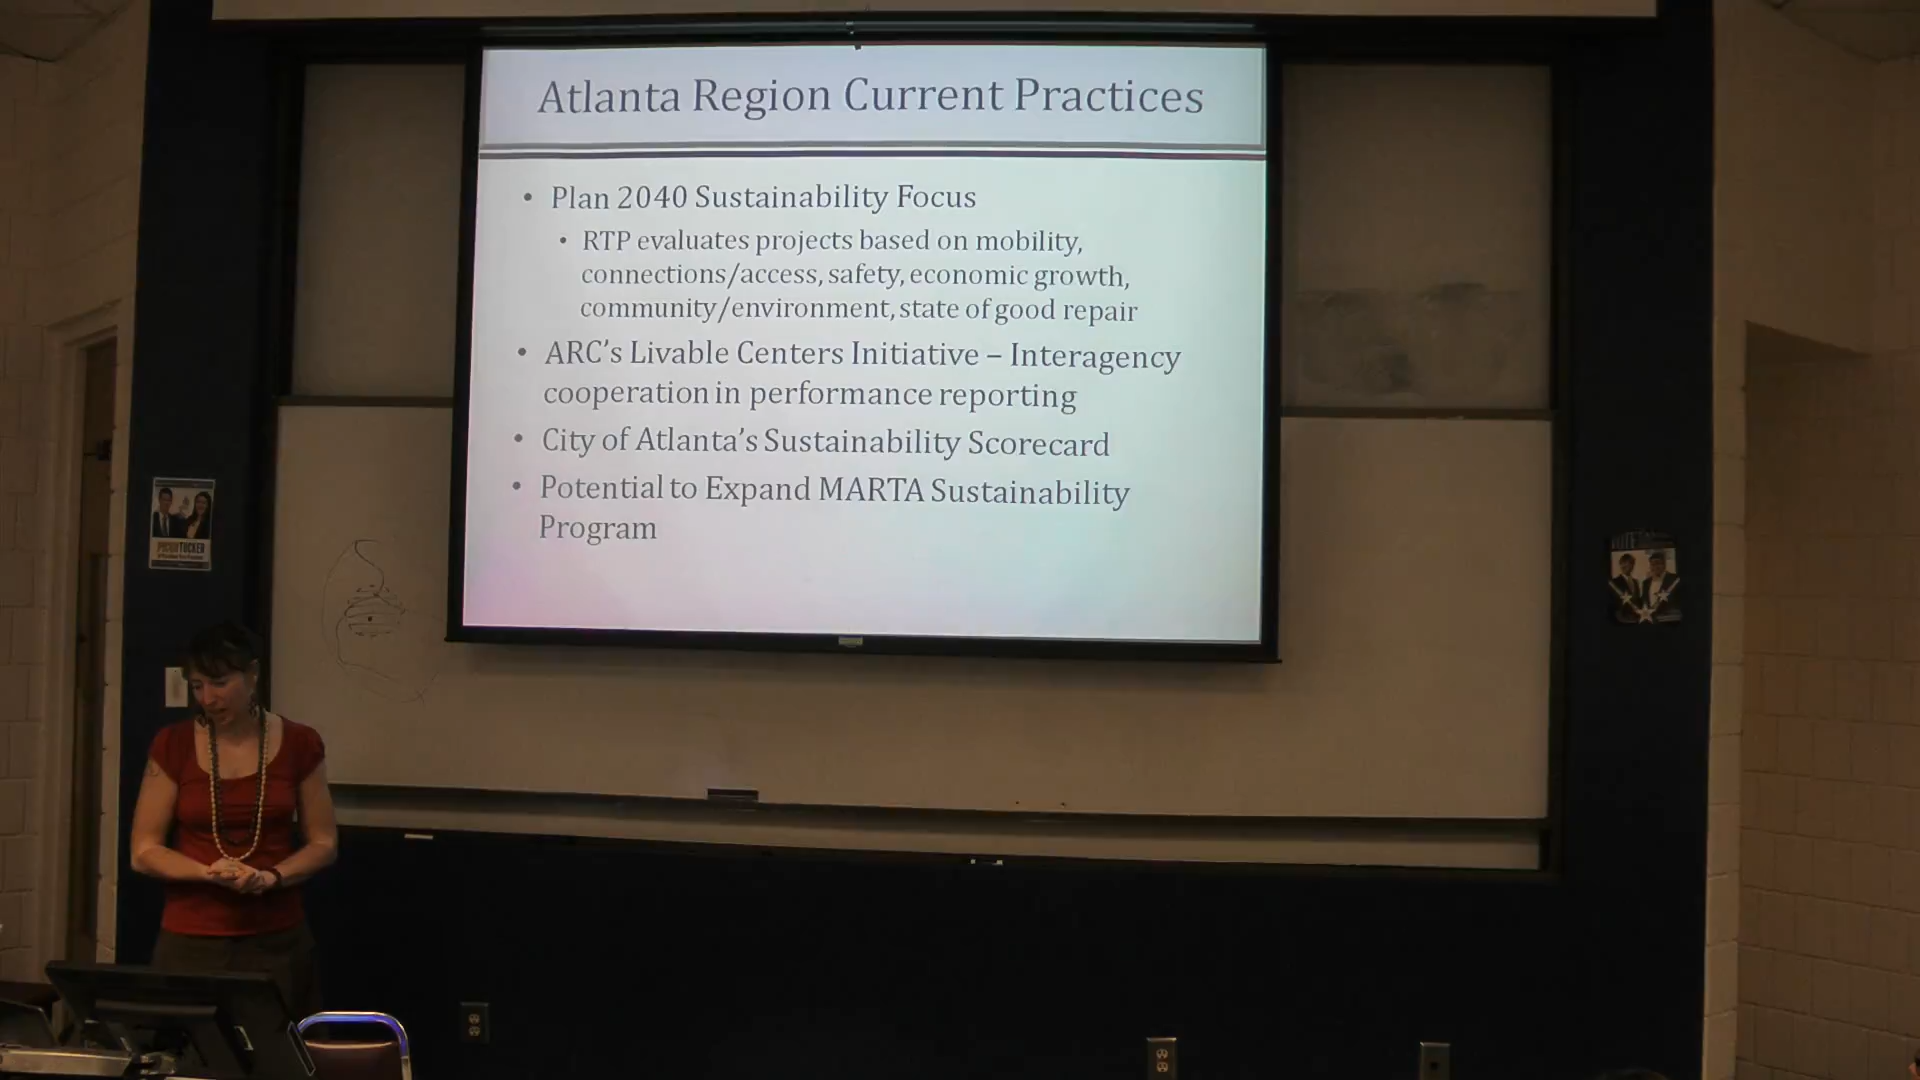 Atlanta Region Current Practices
• Plan 2040 Sustainability Focus
• RTP evaluates projects based on mobility,
connections/access, safety, economic growth,
community/environment, state of good repair
• ARC's Livable Centers Initiative – Interagency
cooperation in performance reporting
• City of Atlanta's Sustainability Scorecard
• Potential to Expand MARTA Sustainability
Program
TUCKER
VOTE